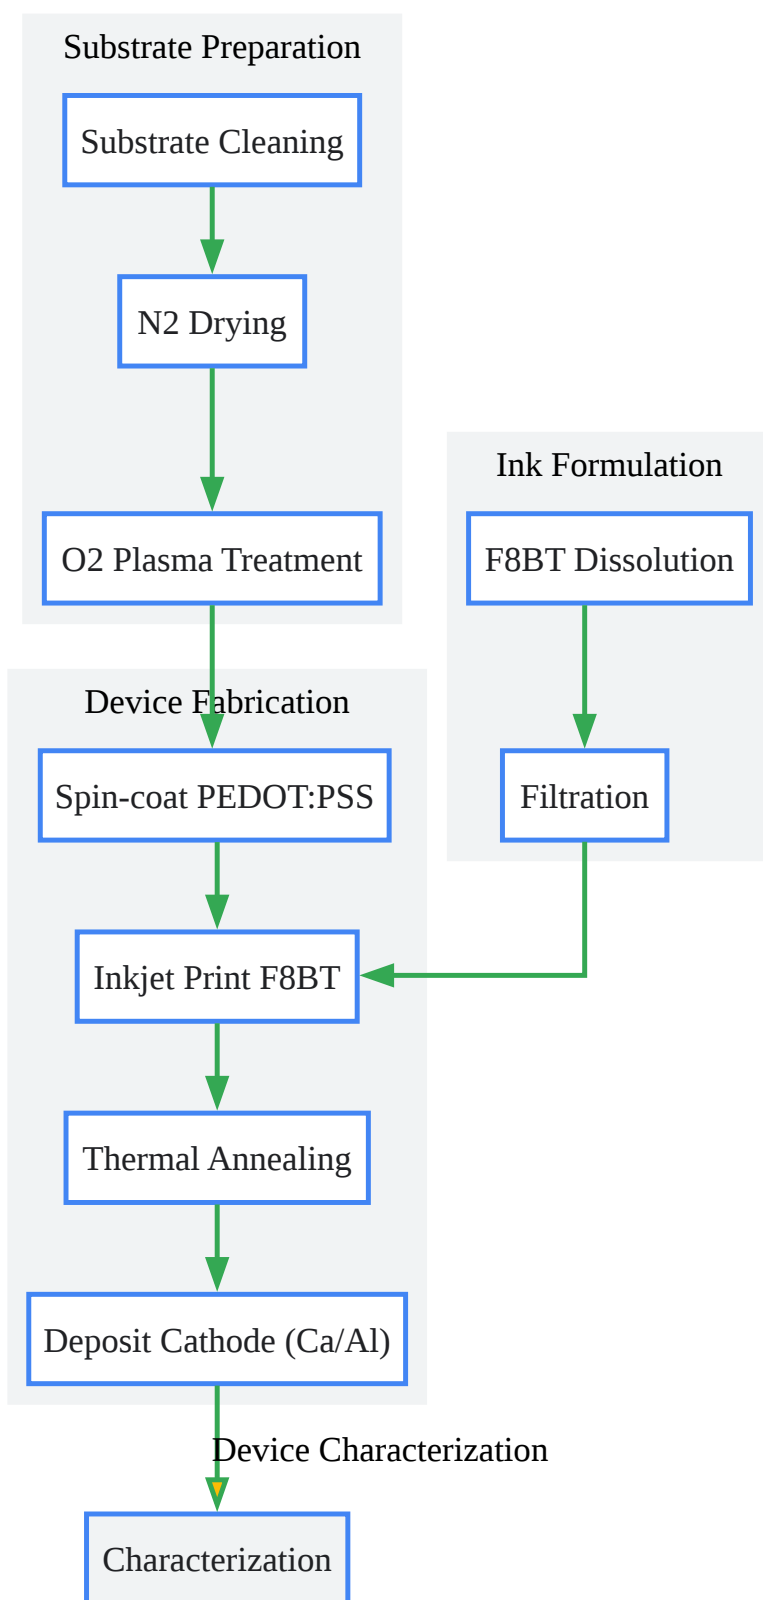 Substrate Preparation
Substrate Cleaning
N2 Drying
O2 Plasma Treatment
Ink Formulation
F8BT Dissolution
Filtration
Device Fabrication
Spin-coat PEDOT:PSS
Inkjet Print F8BT
Thermal Annealing
Deposit Cathode (Ca/Al)
Device Characterization
Characterization